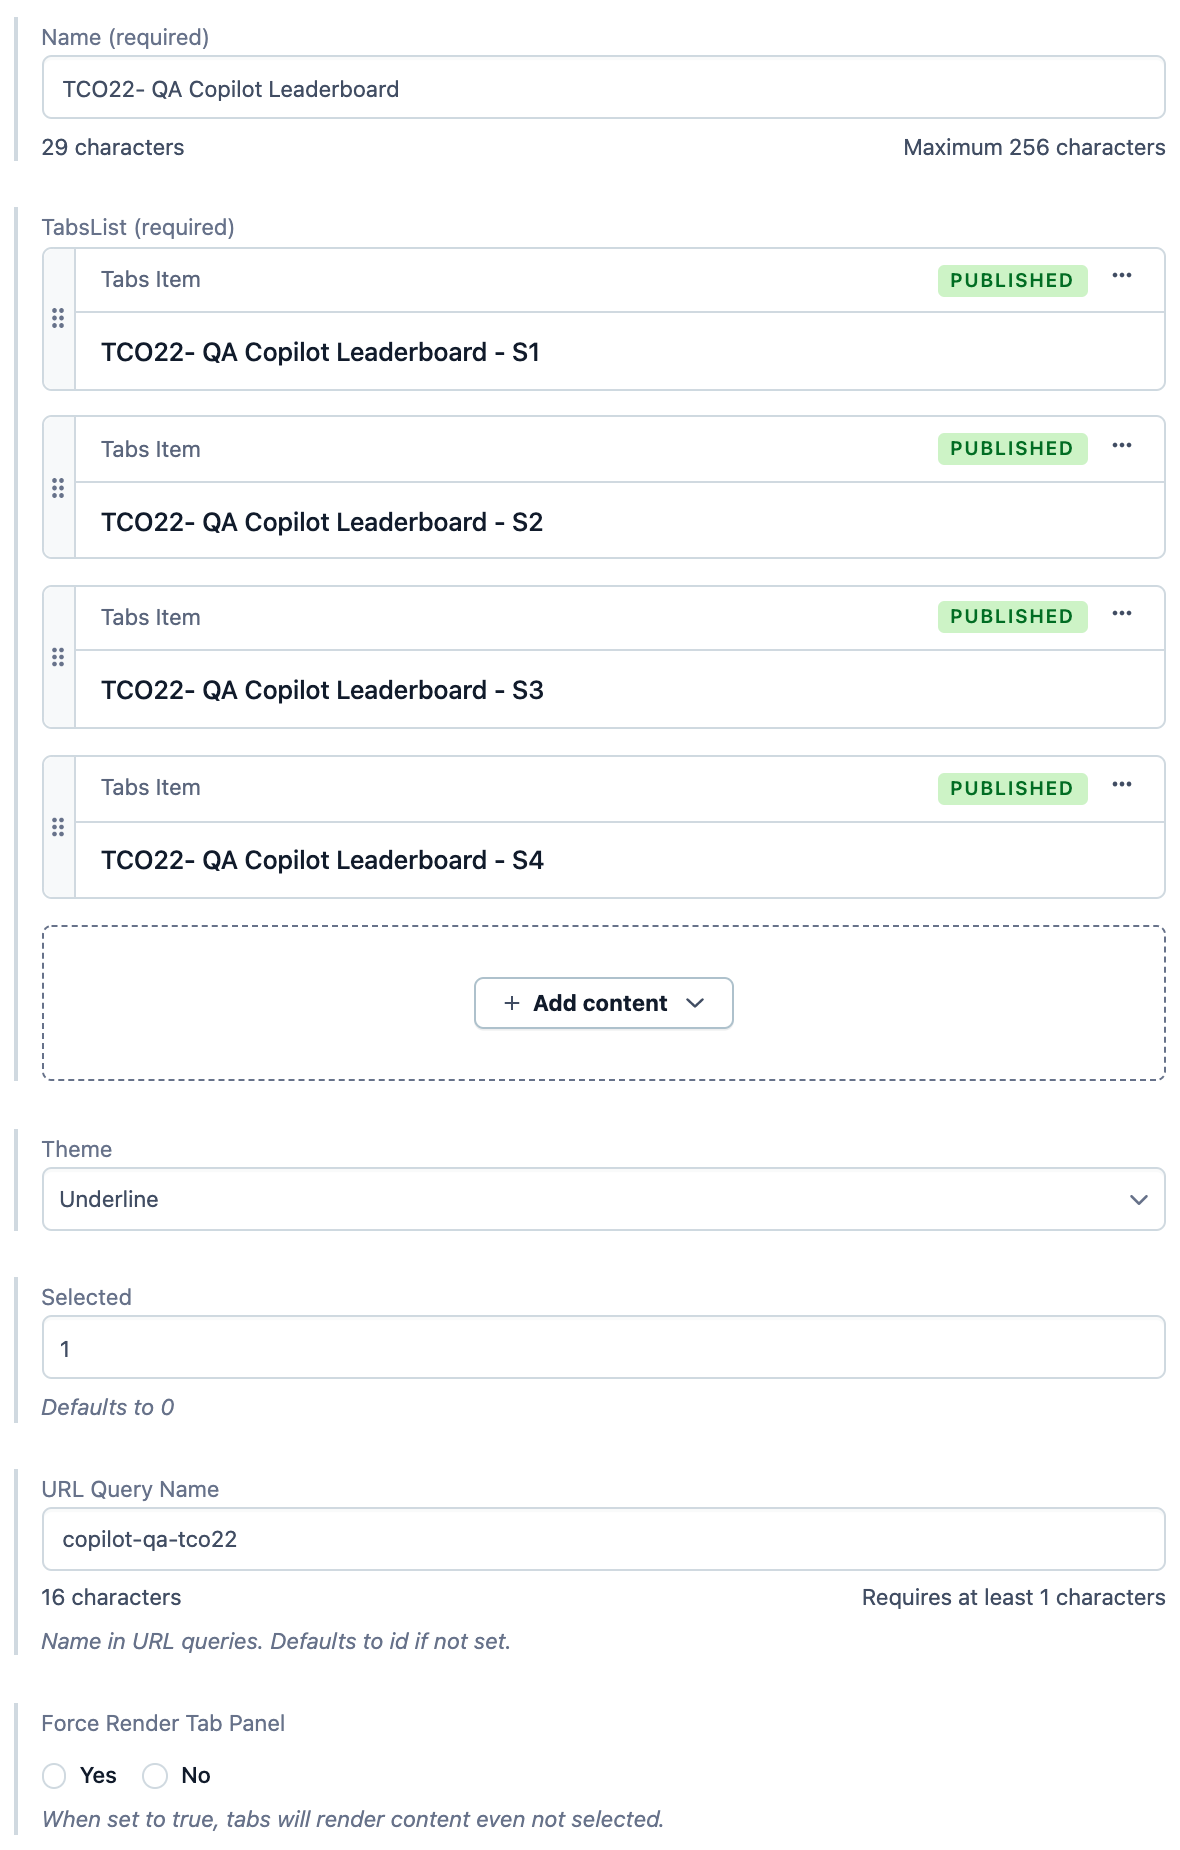 Name (required)
TCO22- QA Copilot Leaderboard
29 characters Maximum 256 characters
TabsList (required)
Tabs Item PUBLISHED
TCO22- QA Copilot Leaderboard - S1
Tabs Item PUBLISHED
TCO22- QA Copilot Leaderboard - S2
Tabs Item PUBLISHED
TCO22- QA Copilot Leaderboard - S3
Tabs Item PUBLISHED
TCO22- QA Copilot Leaderboard - S4
+ Add content
Theme
Underline
Selected
1
Defaults to 0
URL Query Name
copilot-qa-tco22
16 characters Requires at least 1 characters
Name in URL queries. Defaults to id if not set.
Force Render Tab Panel
Yes No
When set to true, tabs will render content even not selected.